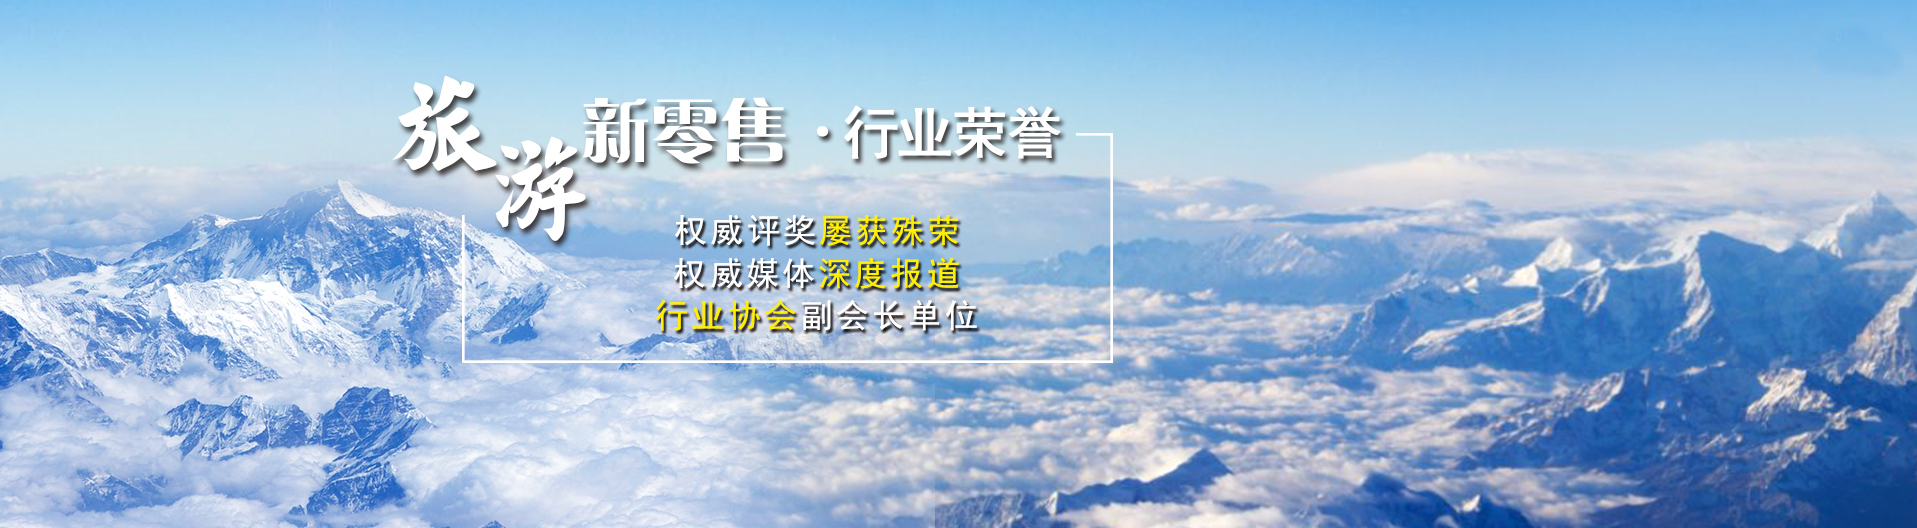 旅游新零售·行业荣誉
权威评奖屡获殊荣
权威媒体深度报道
行业协会副会长单位